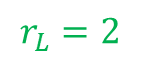 r_L = 2